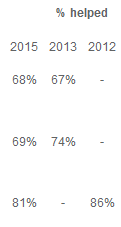 % helped
2015 2013 2012
68% 67% -
69% 74% -
81% - 86%